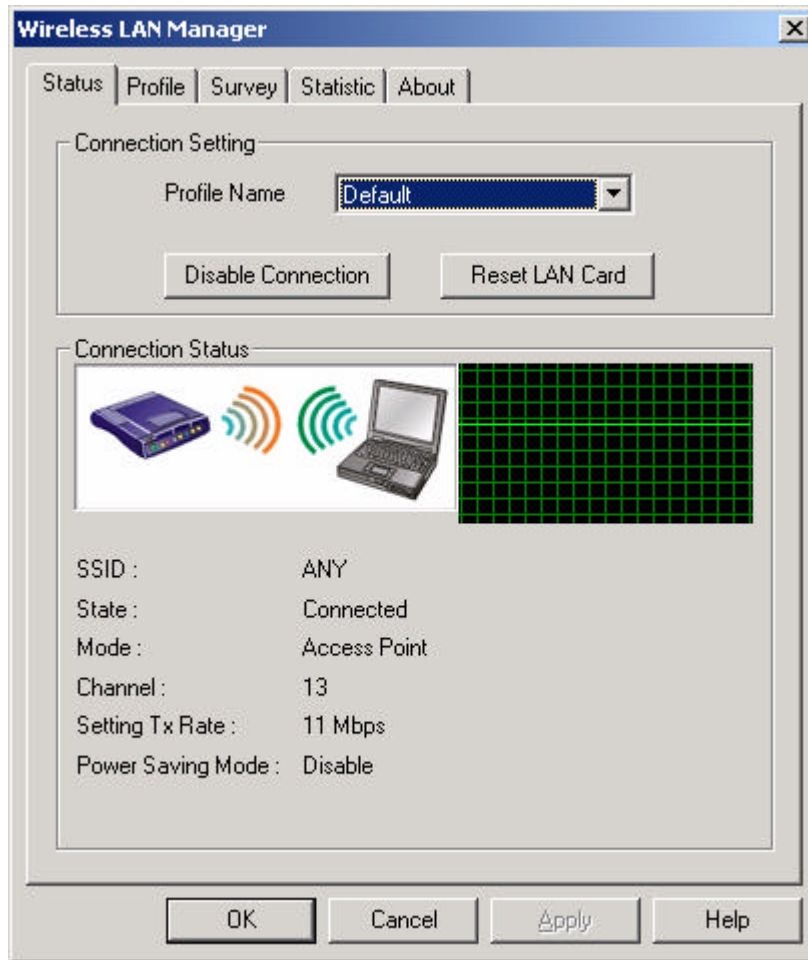 Wireless LAN Manager
Status Profile Survey Statistic About
Connection Setting
Profile Name Default
Disable Connection Reset LAN Card
Connection Status
SSID : ANY
State : Connected
Mode : Access Point
Channel : 13
Setting Tx Rate : 11 Mbps
Power Saving Mode : Disable
OK Cancel Apply Help